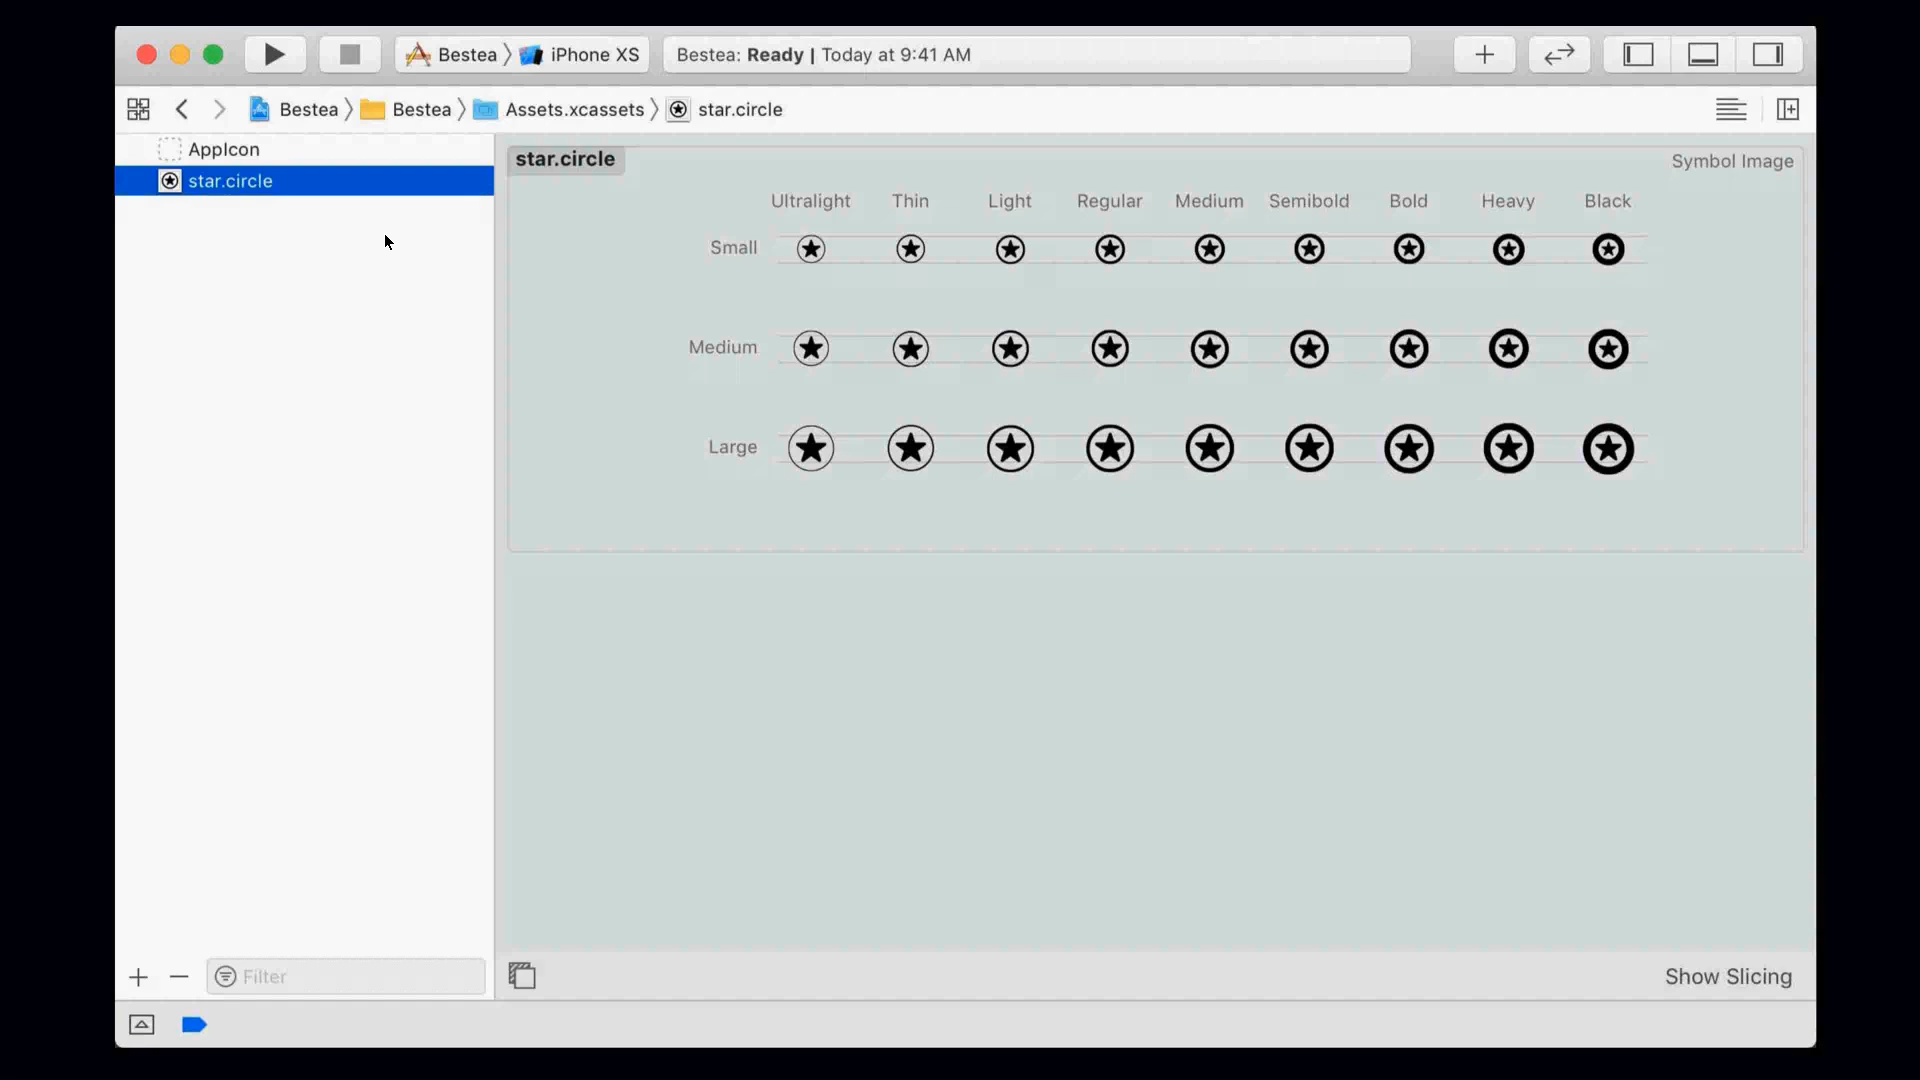 Bestea 〉 iPhone XS
Bestea: Ready | Today at 9:41 AM
Bestea 〉 Bestea 〉 Assets.xcassets 〉 star.circle
AppIcon
star.circle
star.circle
Symbol Image
Ultralight Thin Light Regular Medium Semibold Bold Heavy Black
Small
Medium
Large
Filter
Show Slicing